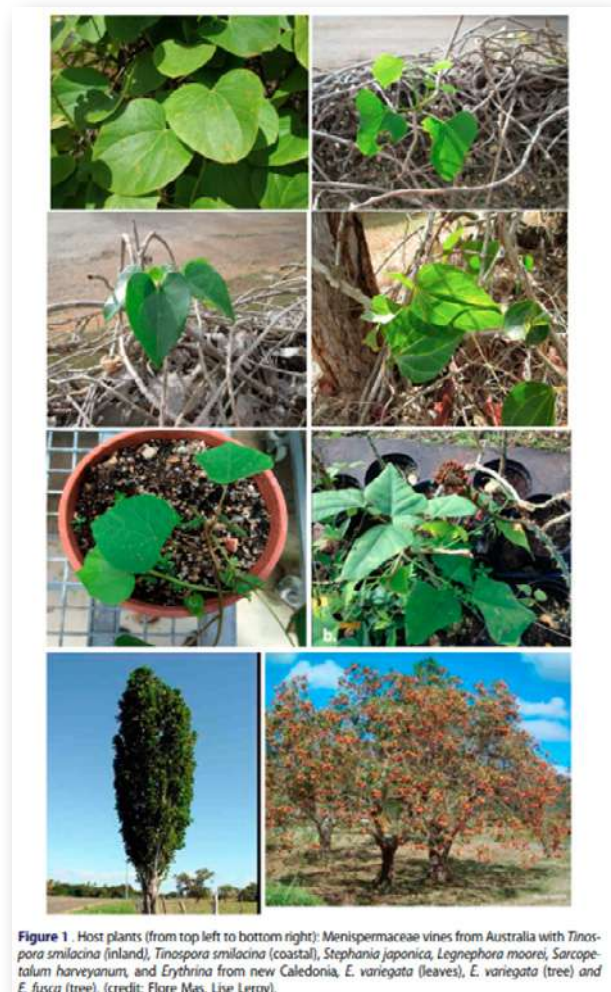 b.
Figure 1 . Host plants (from top left to bottom right): Menispermaceae vines from Australia with Tinos-
pora smilacina (inland), Tinospora smilacina (coastal), Stephania japonica, Legnephora moorei, Sarcope-
talum harveyanum, and Erythrina from new Caledonia, E. variegata (leaves), E. variegata (tree) and
E. fusca (tree). (credit: Flore Mas, Lise Leroy).